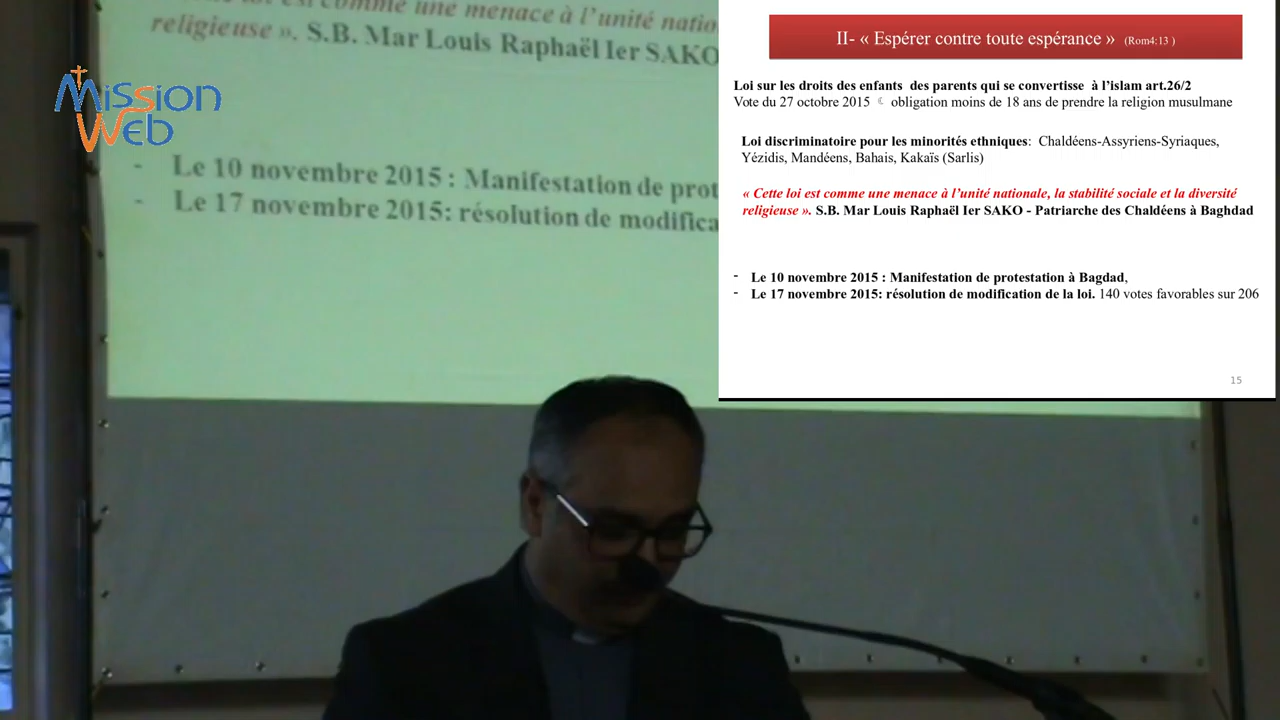 Mission
Web
comme une menace à l’unité natio
religieuse ». S.B. Mar Louis Raphaël Ier SAKO
- Le 10 novembre 2015 : Manifestation de prot
- Le 17 novembre 2015: résolution de modifica
II- « Espérer contre toute espérance » (Rom4:13 )
Loi sur les droits des enfants des parents qui se convertisse à l’islam art.26/2
Vote du 27 octobre 2015 ☾ obligation moins de 18 ans de prendre la religion musulmane
Loi discriminatoire pour les minorités ethniques: Chaldéens-Assyriens-Syriaques,
Yézidis, Mandéens, Bahais, Kakaïs (Sarlis)
« Cette loi est comme une menace à l’unité nationale, la stabilité sociale et la diversité
religieuse ». S.B. Mar Louis Raphaël Ier SAKO - Patriarche des Chaldéens à Baghdad
- Le 10 novembre 2015 : Manifestation de protestation à Bagdad,
- Le 17 novembre 2015: résolution de modification de la loi. 140 votes favorables sur 206
15